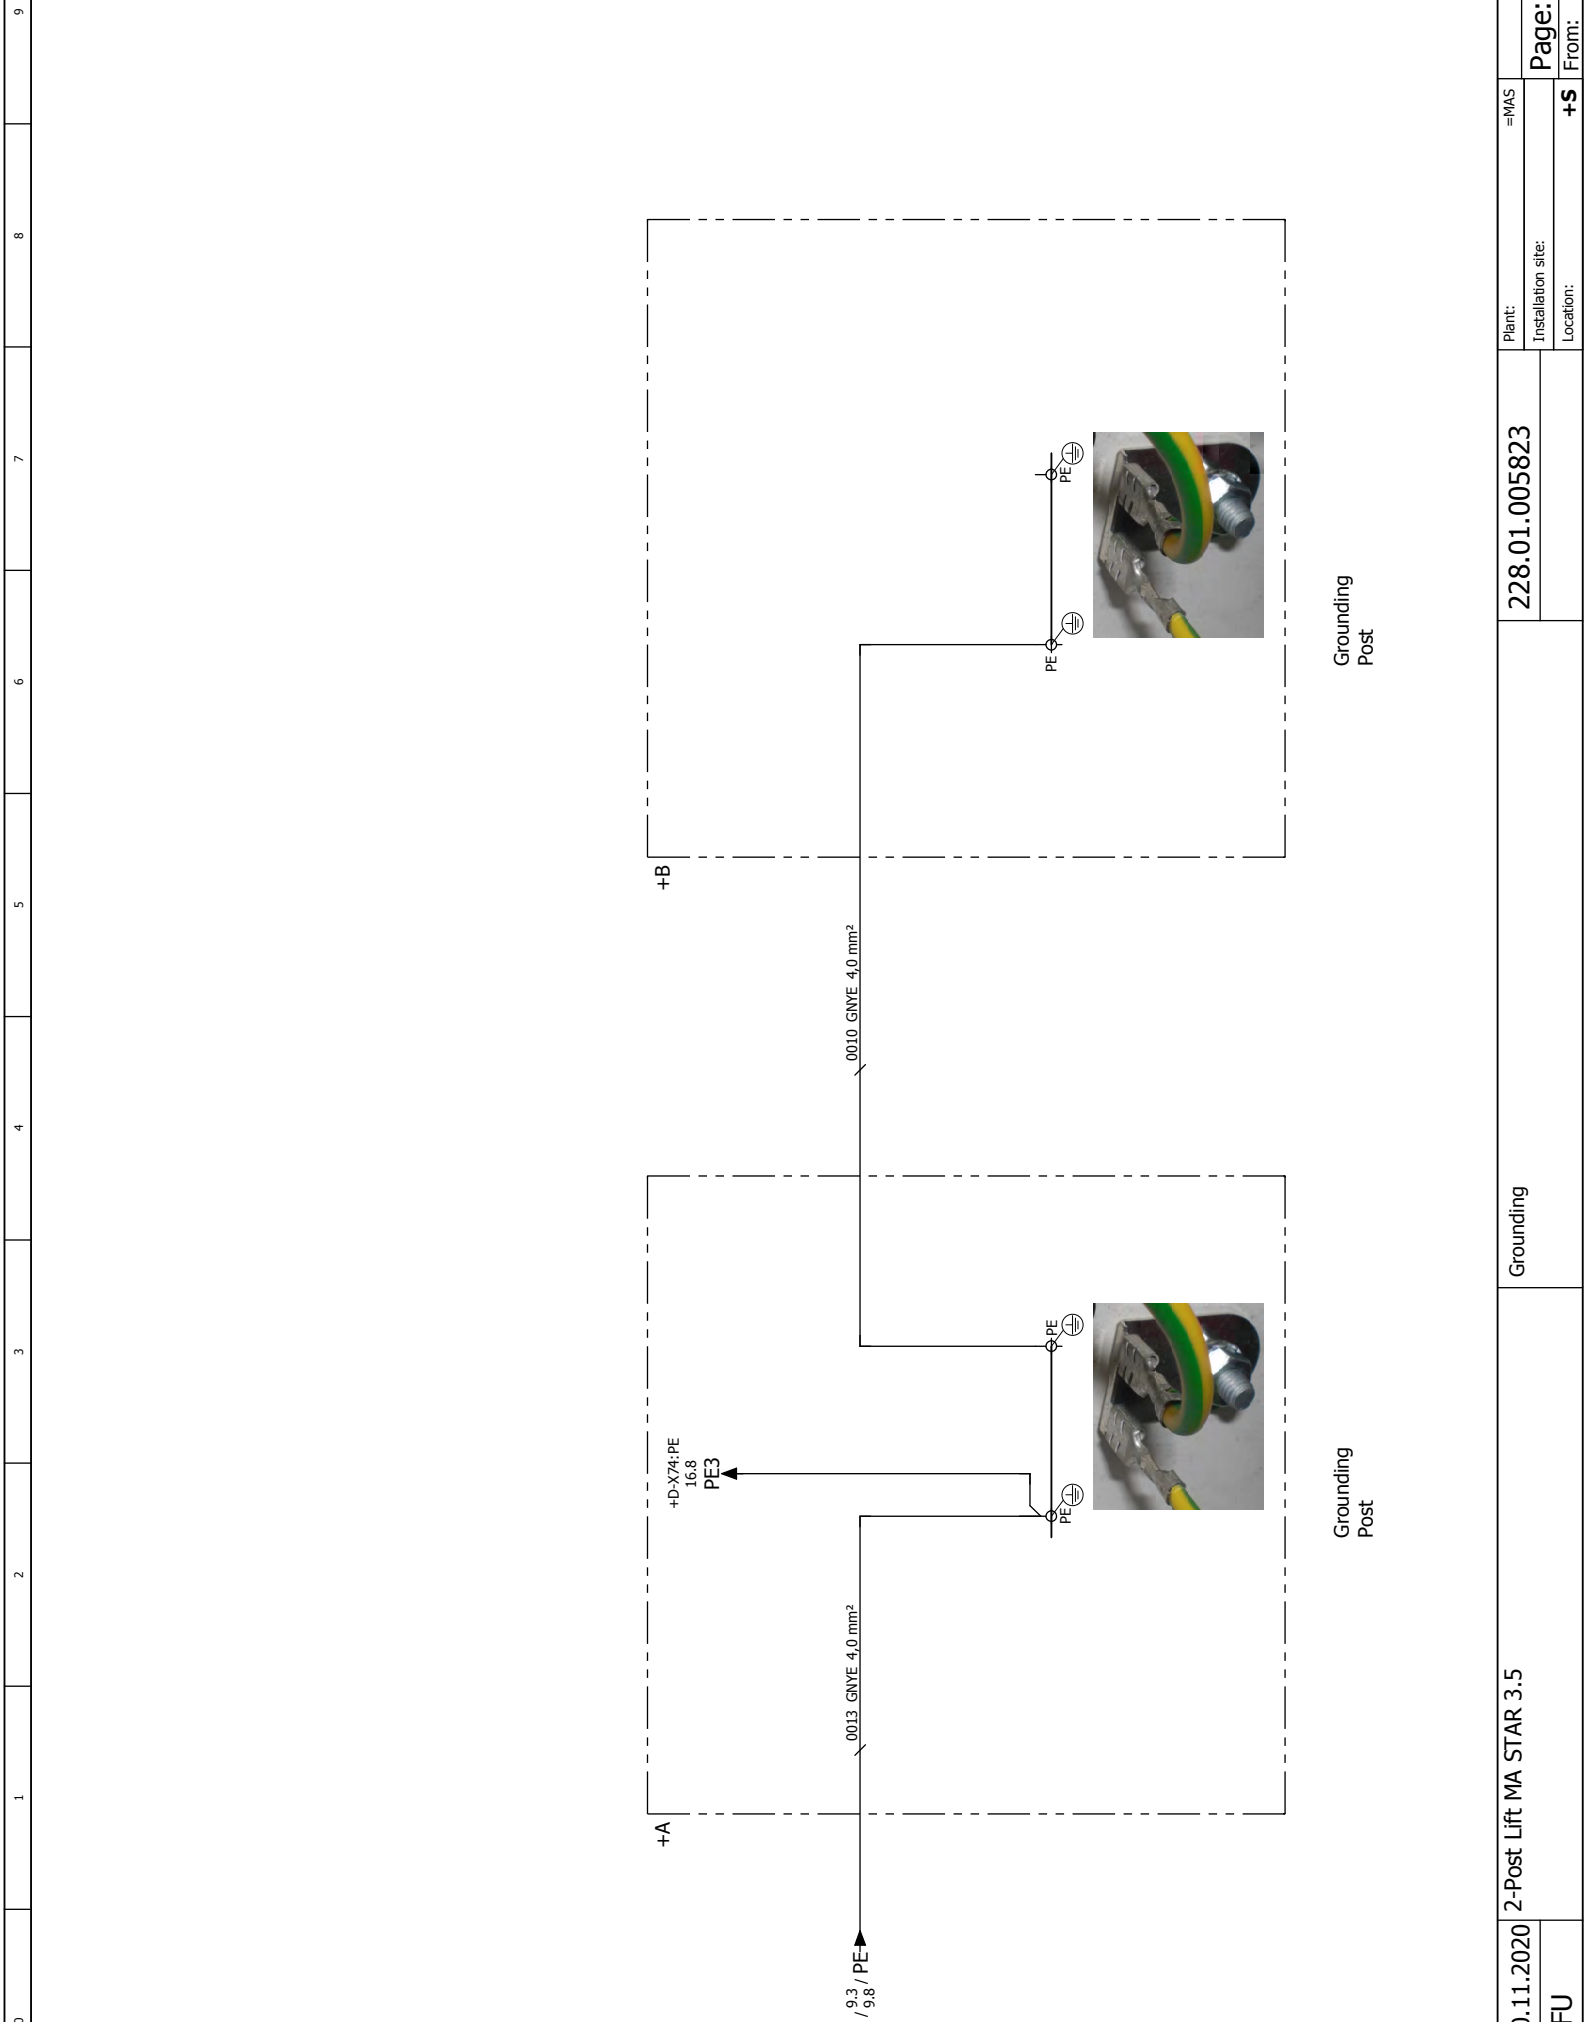 0
1
2
3
4
5
6
7
8
9
+A
+B
+D-X74:PE
16.8
PE3
/ 9.3 / PE
9.8
0013 GNYE 4,0 mm²
0010 GNYE 4,0 mm²
PE
PE
PE
PE
Grounding
Post
Grounding
Post
0.11.2020
FU
2-Post Lift MA STAR 3.5
Grounding
228.01.005823
Plant: =MAS
Installation site:
Location: +S
Page:
From: